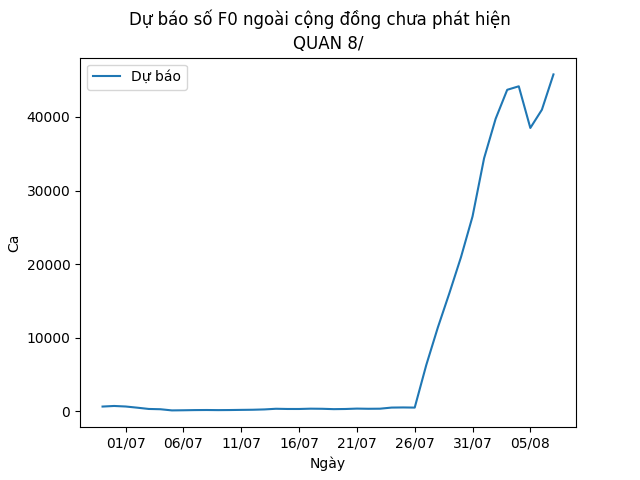 Dự báo số F0 ngoài cộng đồng chưa phát hiện
QUAN 8/
Dự báo
Ca
40000
30000
20000
10000
0
01/07 06/07 11/07 16/07 21/07 26/07 31/07 05/08
Ngày